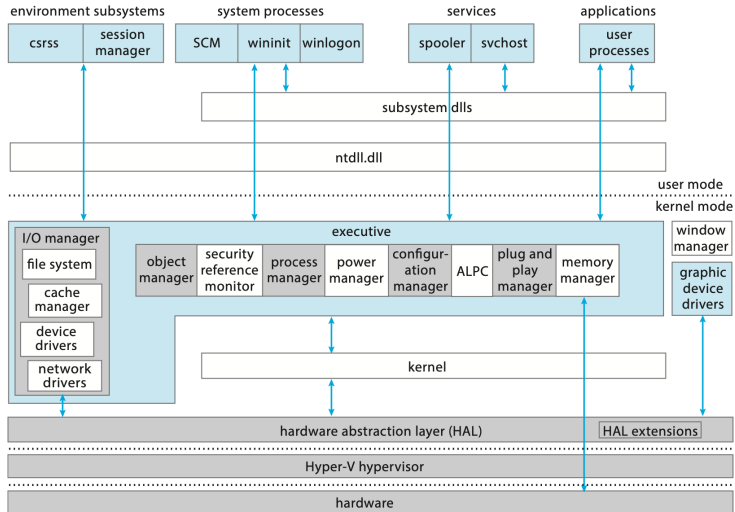 environment subsystems
system processes
services
applications
csrss
session
manager
SCM
wininit
winlogon
spooler
svchost
user
processes
subsystem dlls
ntdll.dll
user mode
kernel mode
I/O manager
file system
cache
manager
device
drivers
network
drivers
executive
object
manager
security
reference
monitor
process
manager
power
manager
configur-
ation
manager
ALPC
plug and
play
manager
memory
manager
window
manager
graphic
device
drivers
kernel
hardware abstraction layer (HAL)
HAL extensions
Hyper-V hypervisor
hardware